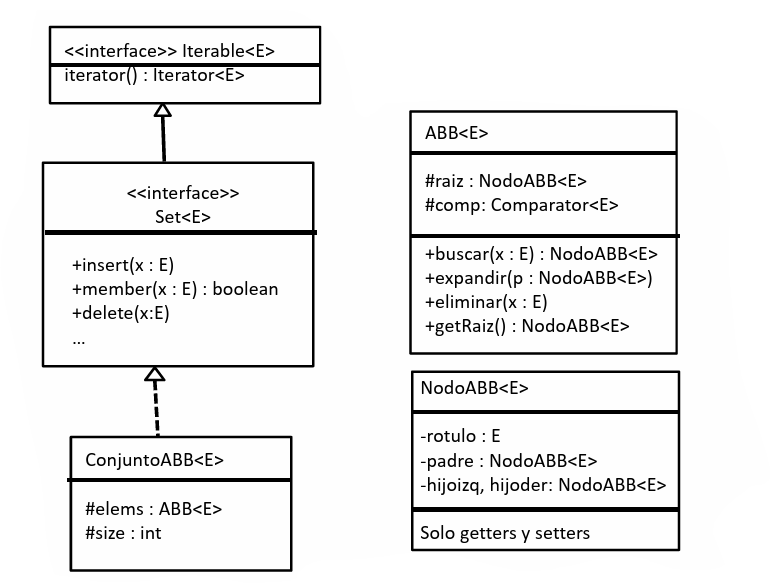 <<interface>> Iterable<E>
iterator() : Iterator<E>
<<interface>>
Set<E>
+insert(x : E)
+member(x : E) : boolean
+delete(x:E)
...
ConjuntoABB<E>
#elems : ABB<E>
#size : int
ABB<E>
#raiz : NodoABB<E>
#comp: Comparator<E>
+buscar(x : E) : NodoABB<E>
+expandir(p : NodoABB<E>)
+eliminar(x : E)
+getRaiz() : NodoABB<E>
NodoABB<E>
-rotulo : E
-padre : NodoABB<E>
-hijoizq, hijoder: NodoABB<E>
Solo getters y setters